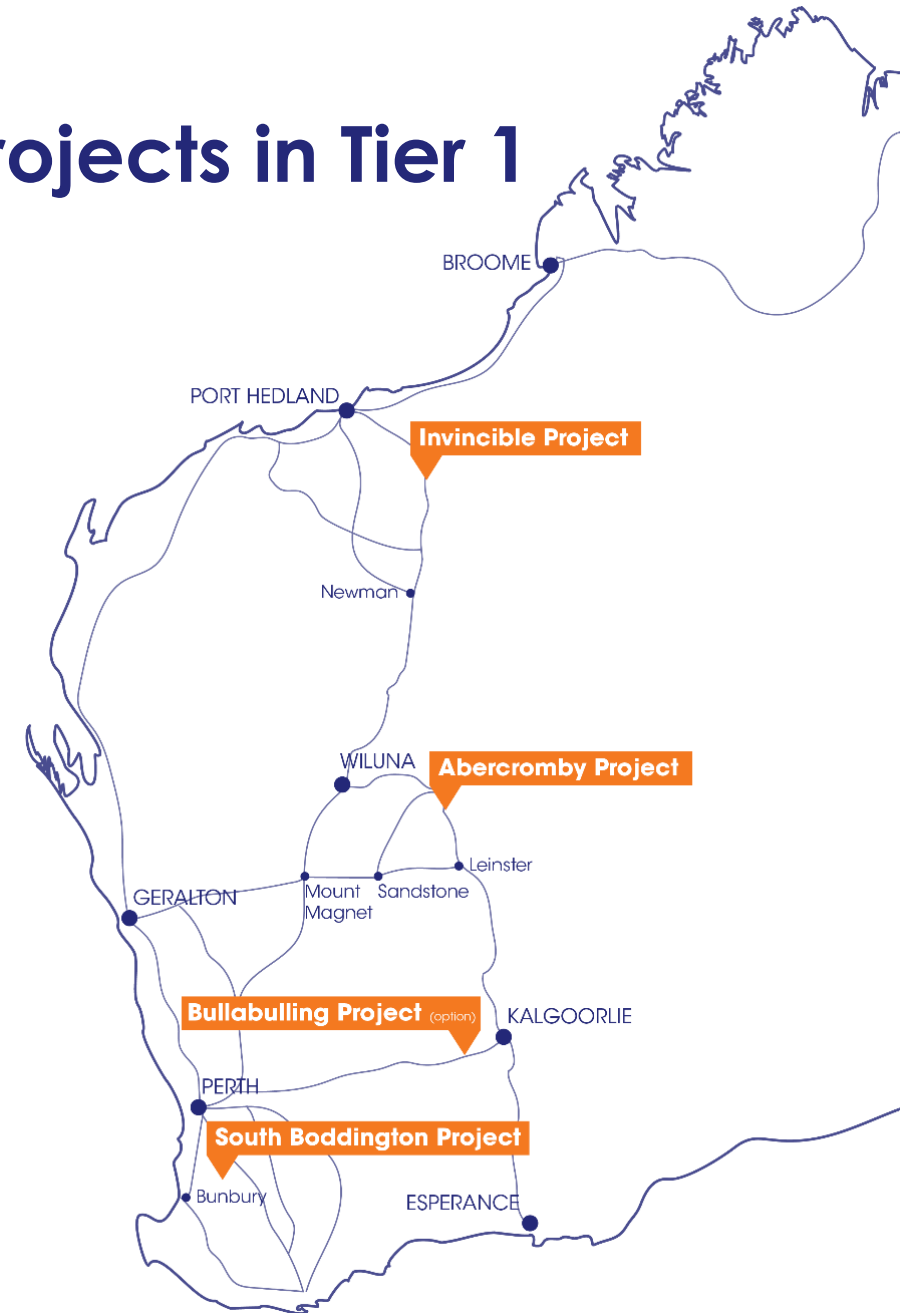 rojects in Tier 1
BROOME
PORT HEDLAND
Invincible Project
Newman
WILUNA
Abercromby Project
Leinster
Mount
Magnet
Sandstone
GERALTON
Bullabulling Project (option)
KALGOORLIE
PERTH
South Boddington Project
Bunbury
ESPERANCE